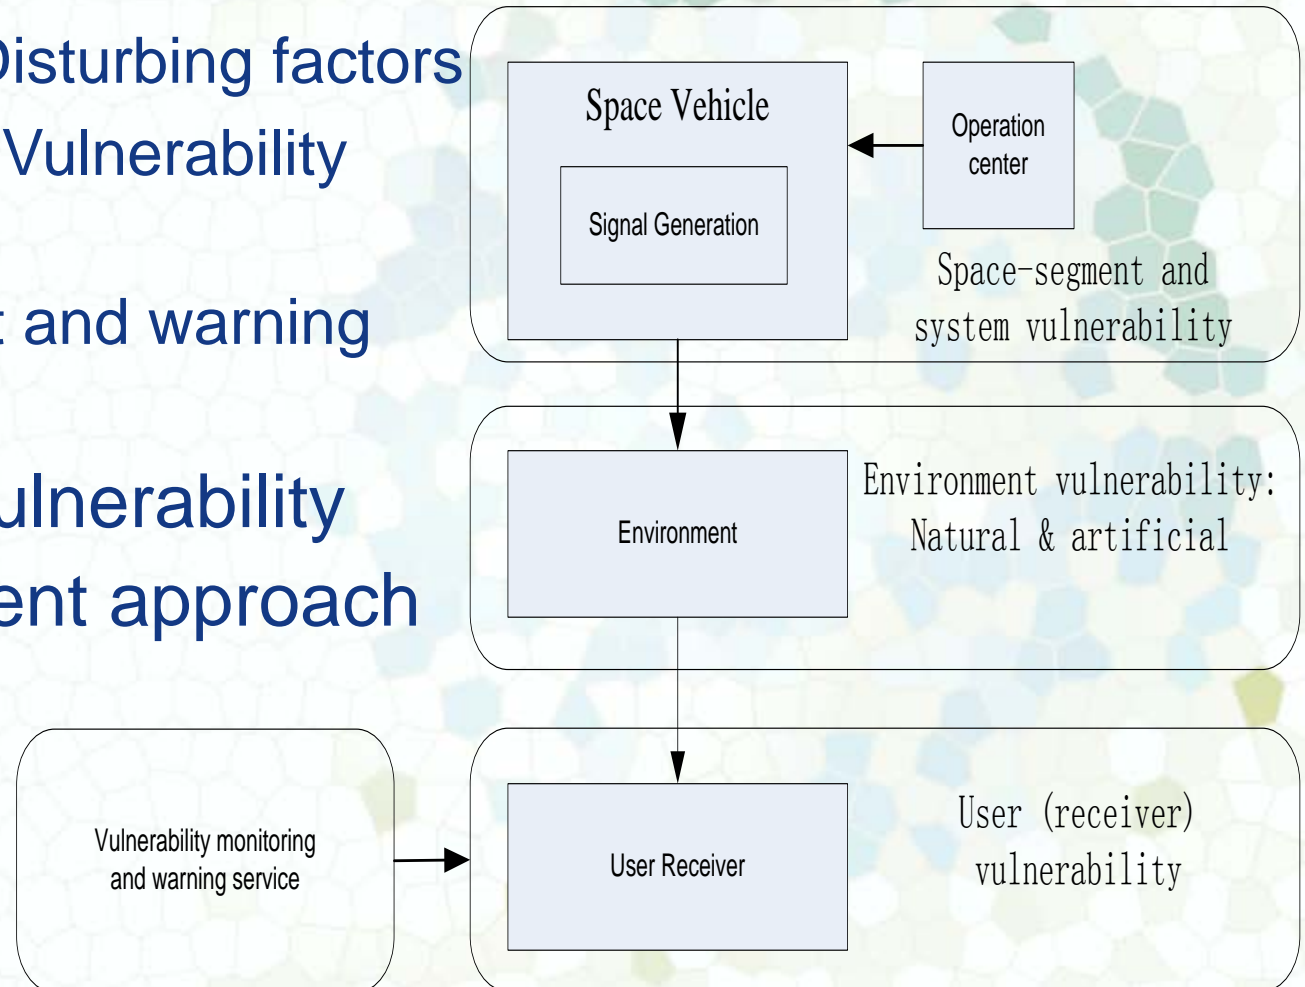 Disturbing factors
Vulnerability
t and warning
ulnerability
ent approach
Space Vehicle
Signal Generation
Operation
center
Space-segment and
system vulnerability
Environment
Environment vulnerability:
Natural & artificial
Vulnerability monitoring
and warning service
User Receiver
User (receiver)
vulnerability